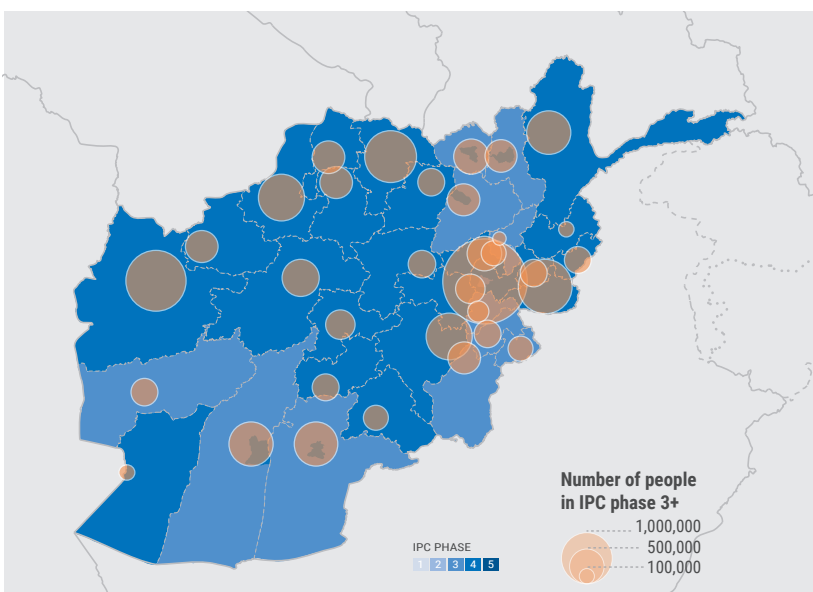 Number of people
in IPC phase 3+
1,000,000
500,000
100,000
IPC PHASE
1 2 3 4 5